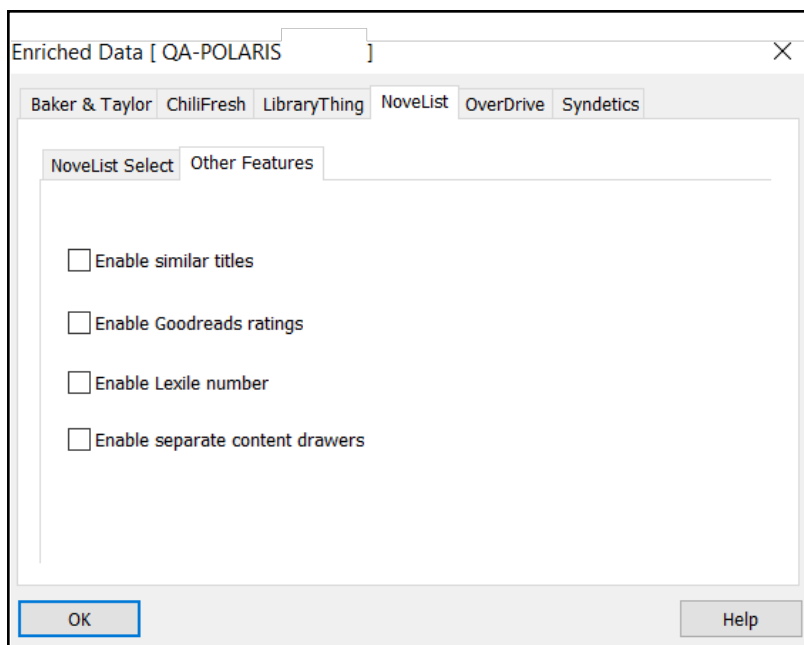 Enriched Data [ QA-POLARIS ]
Baker & Taylor ChiliFresh LibraryThing NoveList OverDrive Syndetics
NoveList Select Other Features
Enable similar titles
Enable Goodreads ratings
Enable Lexile number
Enable separate content drawers
OK Help